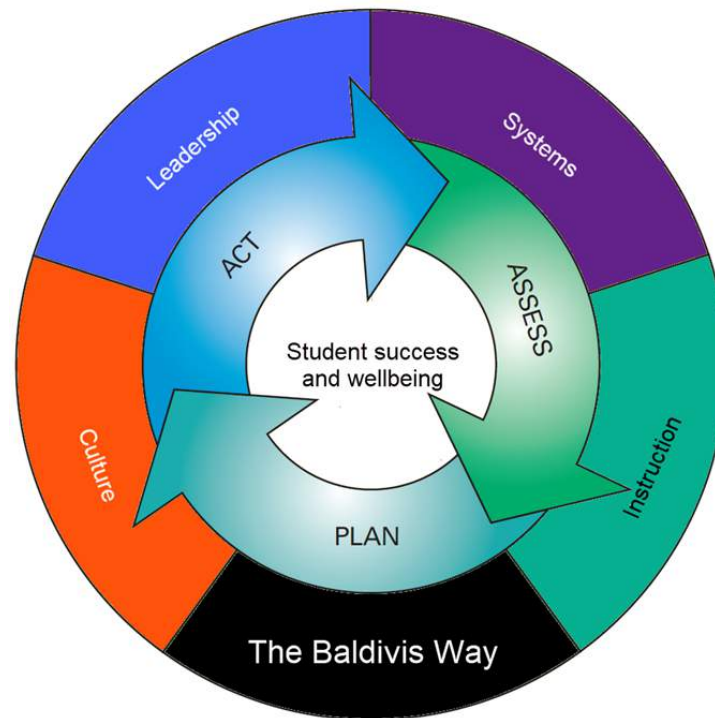 Leadership
Systems
ACT
ASSESS
Student success
and wellbeing
Culture
Instruction
PLAN
The Baldivis Way